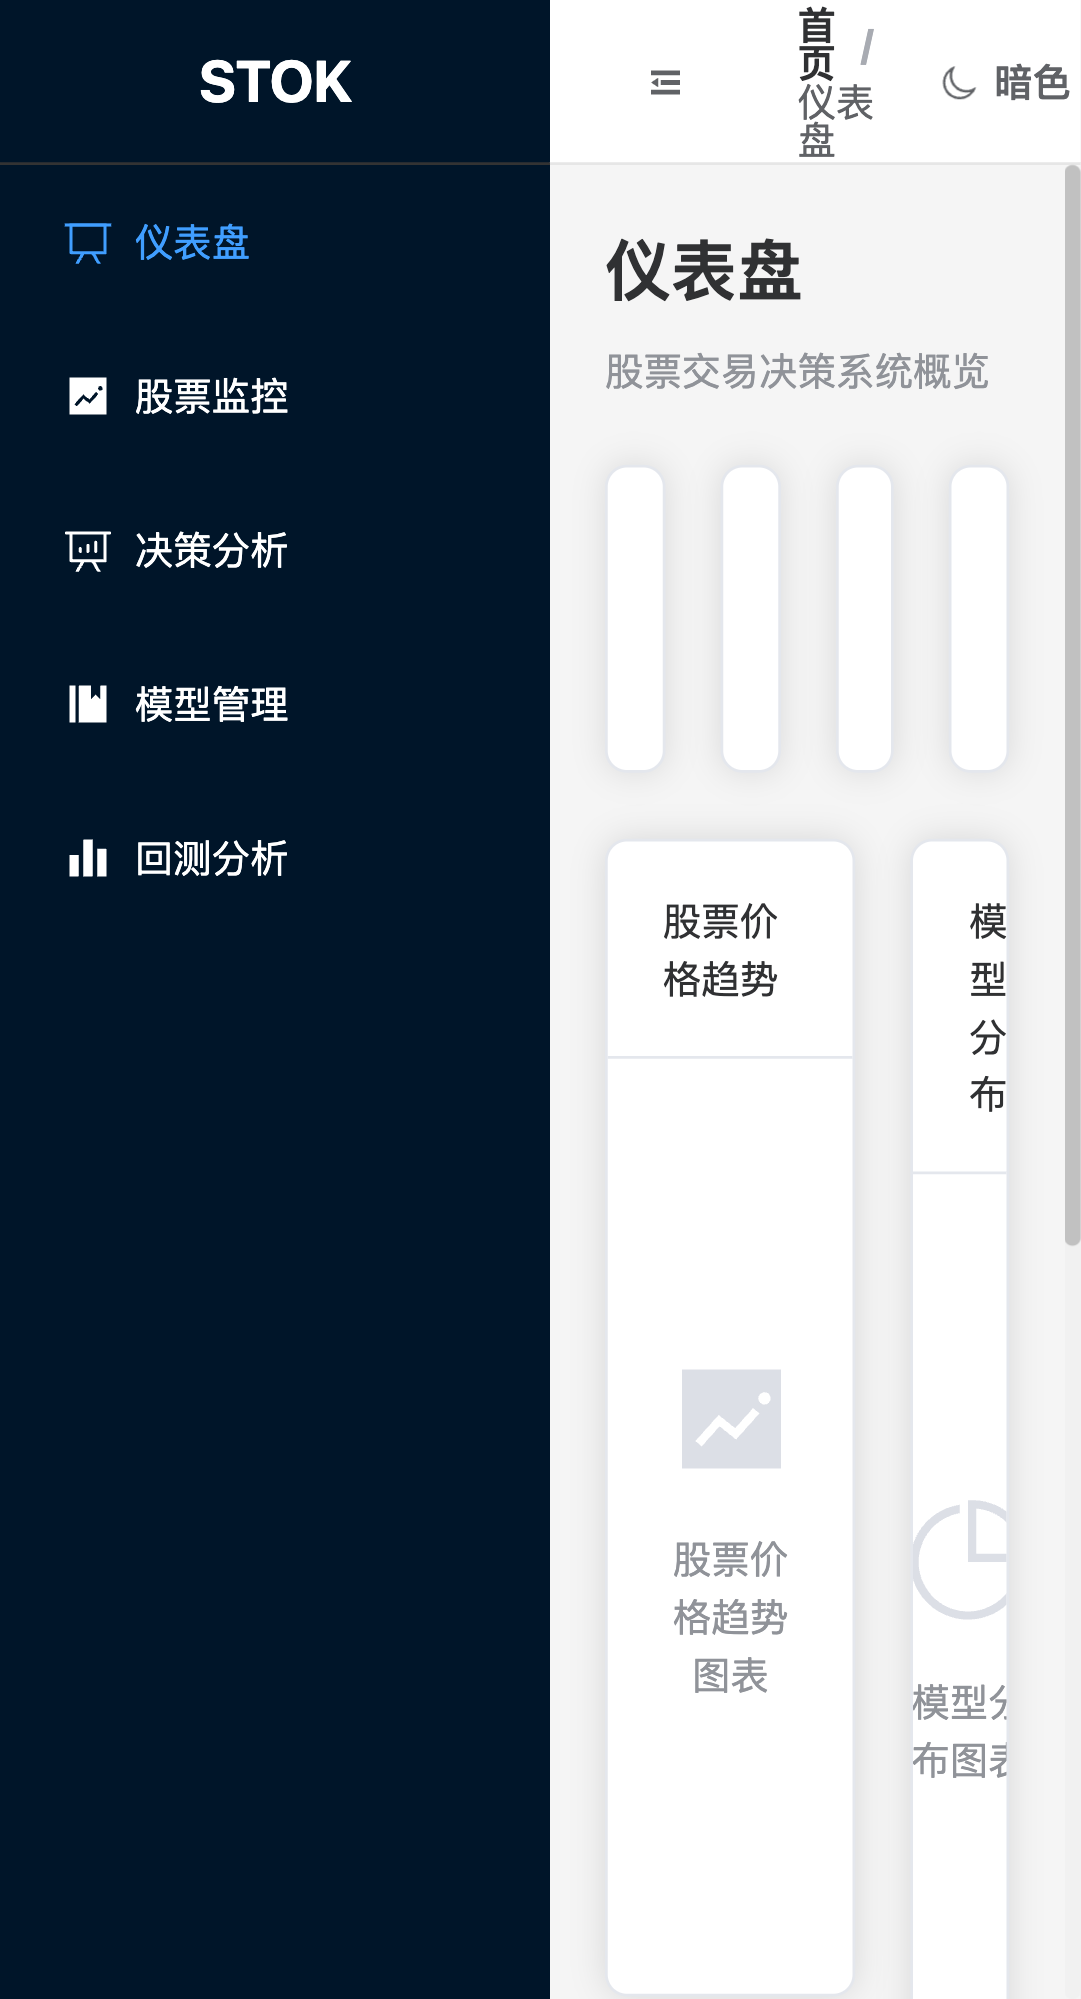 STOK
仪表盘
股票监控
决策分析
模型管理
回测分析
首
页 /
仪表
盘
暗色
仪表盘
股票交易决策系统概览
股票价
格趋势
模
型
分
布
股票价
格趋势
图表
模型分
布图表